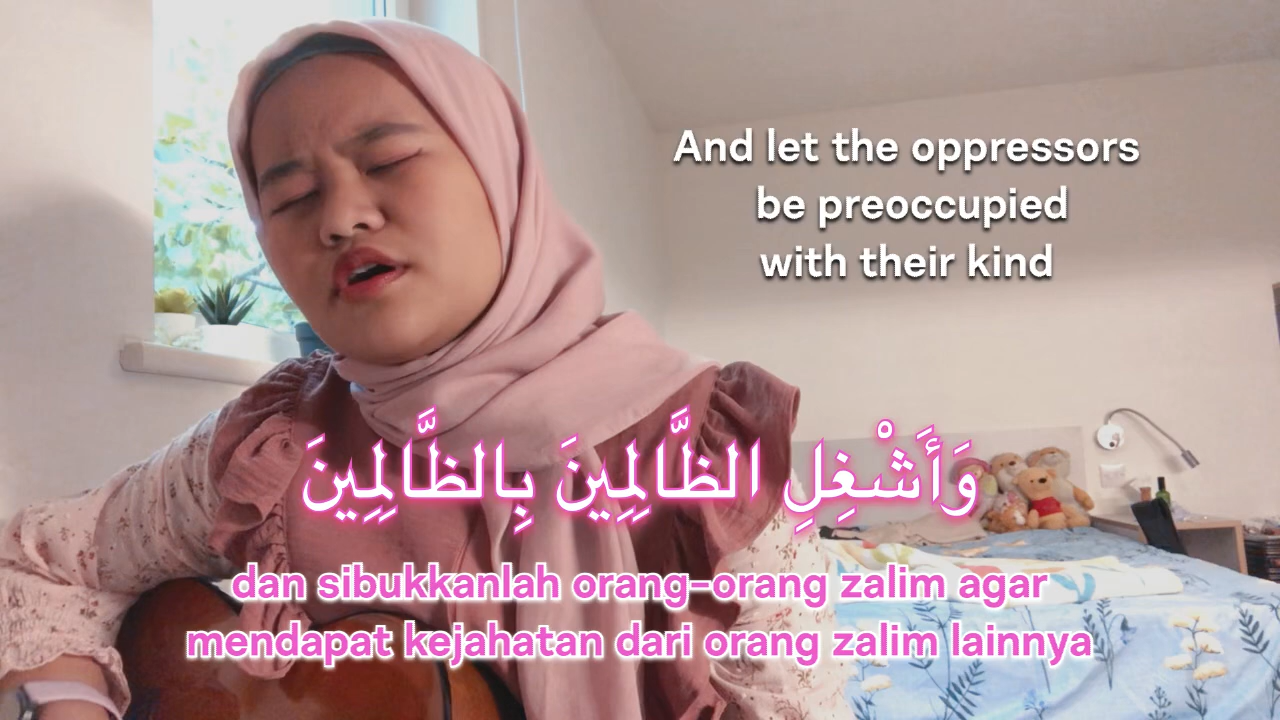 And let the oppressors
be preoccupied
with their kind
وَأَشْغِلِ الظَّالِمِينَ بِالظَّالِمِينَ
dan sibukkanlah orang-orang zalim agar
mendapat kejahatan dari orang zalim lainnya